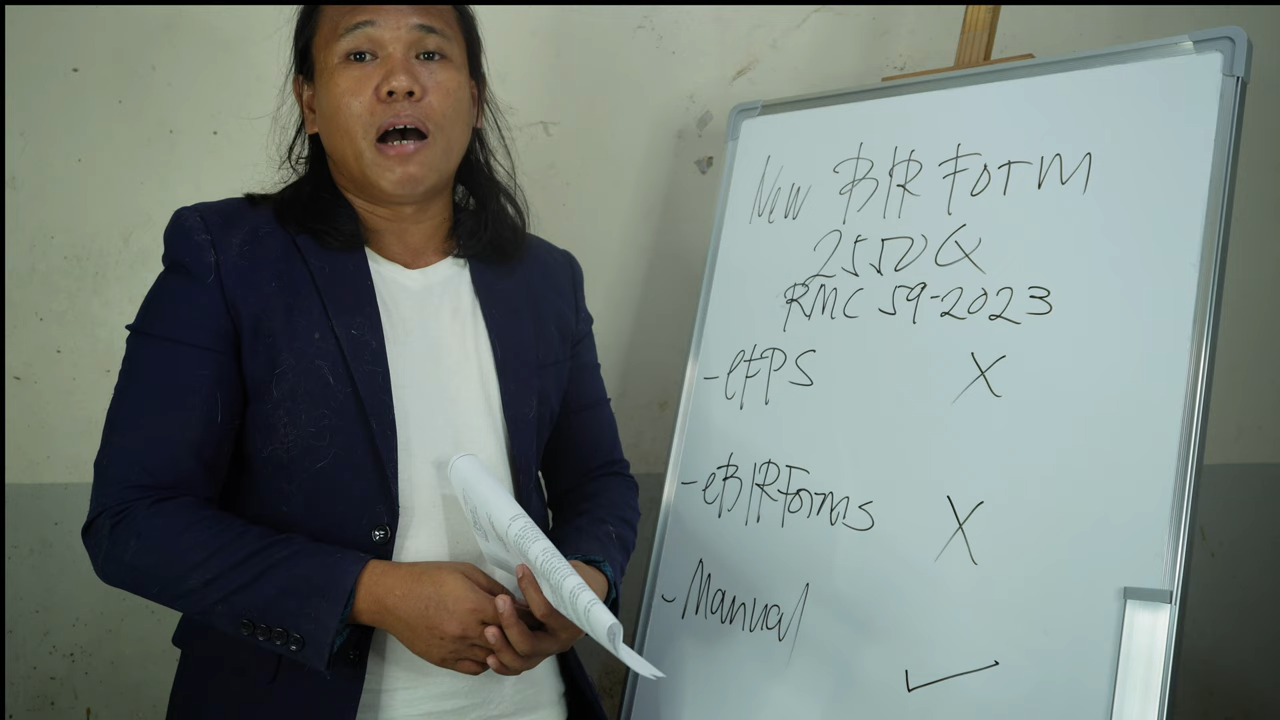 New BIR Form
2550Q
RMC 59-2023
- eFPS X
- eBIRForms X
- Manual
✓